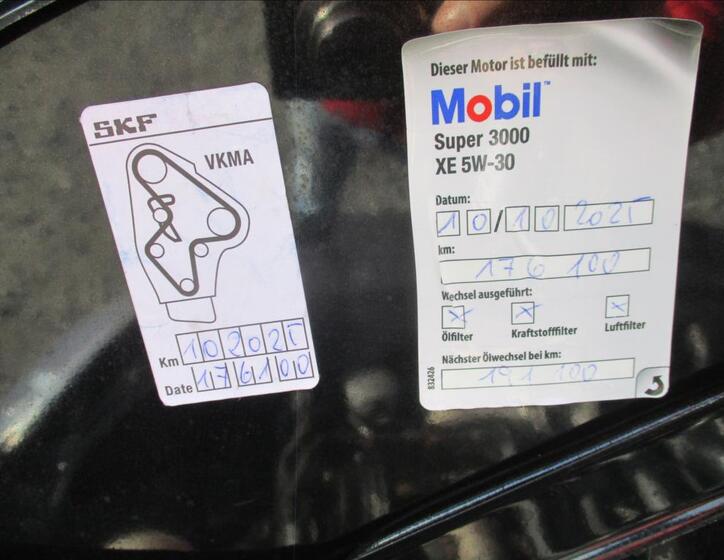 SKF
VKMA
Km 102025
Date 176100
Dieser Motor ist befüllt mit:
Mobil™
Super 3000
XE 5W-30
Datum:
10/10 2025
km:
176 100
Wechsel ausgeführt:
x x x
Ölfilter Kraftstofffilter Luftfilter
Nächster Ölwechsel bei km:
191 100
832426